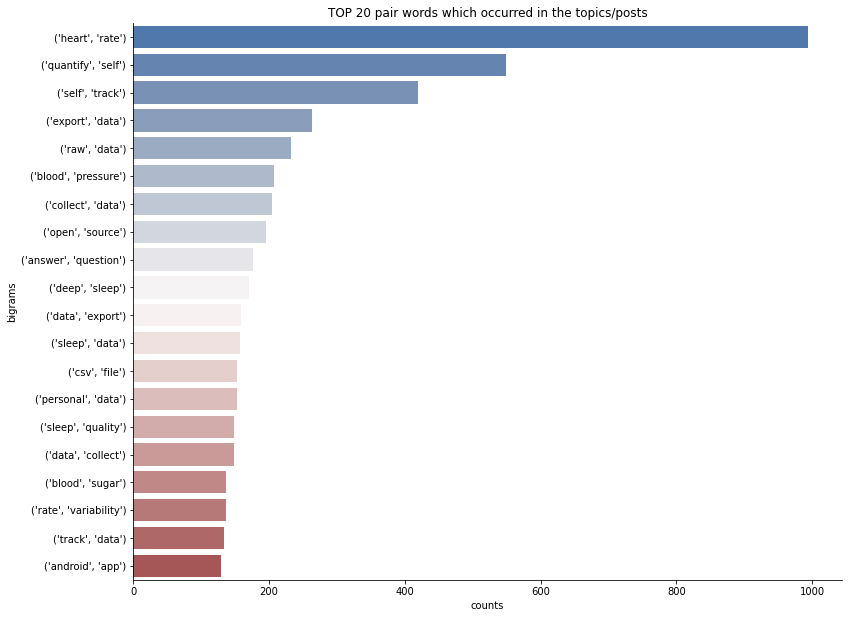 TOP 20 pair words which occurred in the topics/posts
('heart', 'rate')
('quantify', 'self')
('self', 'track')
('export', 'data')
('raw', 'data')
('blood', 'pressure')
('collect', 'data')
('open', 'source')
('answer', 'question')
('deep', 'sleep')
('data', 'export')
('sleep', 'data')
('csv', 'file')
('personal', 'data')
('sleep', 'quality')
('data', 'collect')
('blood', 'sugar')
('rate', 'variability')
('track', 'data')
('android', 'app')
bigrams
0 200 400 600 800 1000
counts